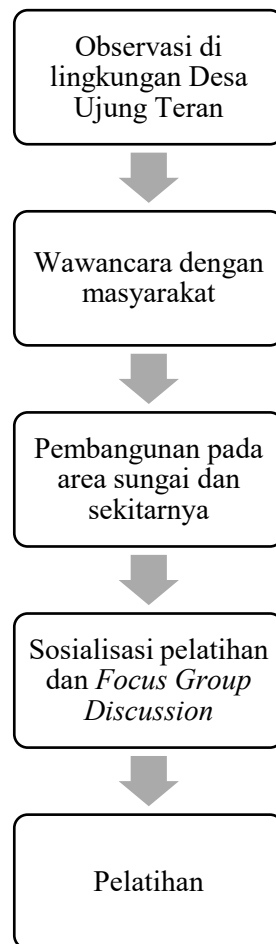 Observasi di
lingkungan Desa
Ujung Teran
Wawancara dengan
masyarakat
Pembangunan pada
area sungai dan
sekitarnya
Sosialisasi pelatihan
dan Focus Group
Discussion
Pelatihan